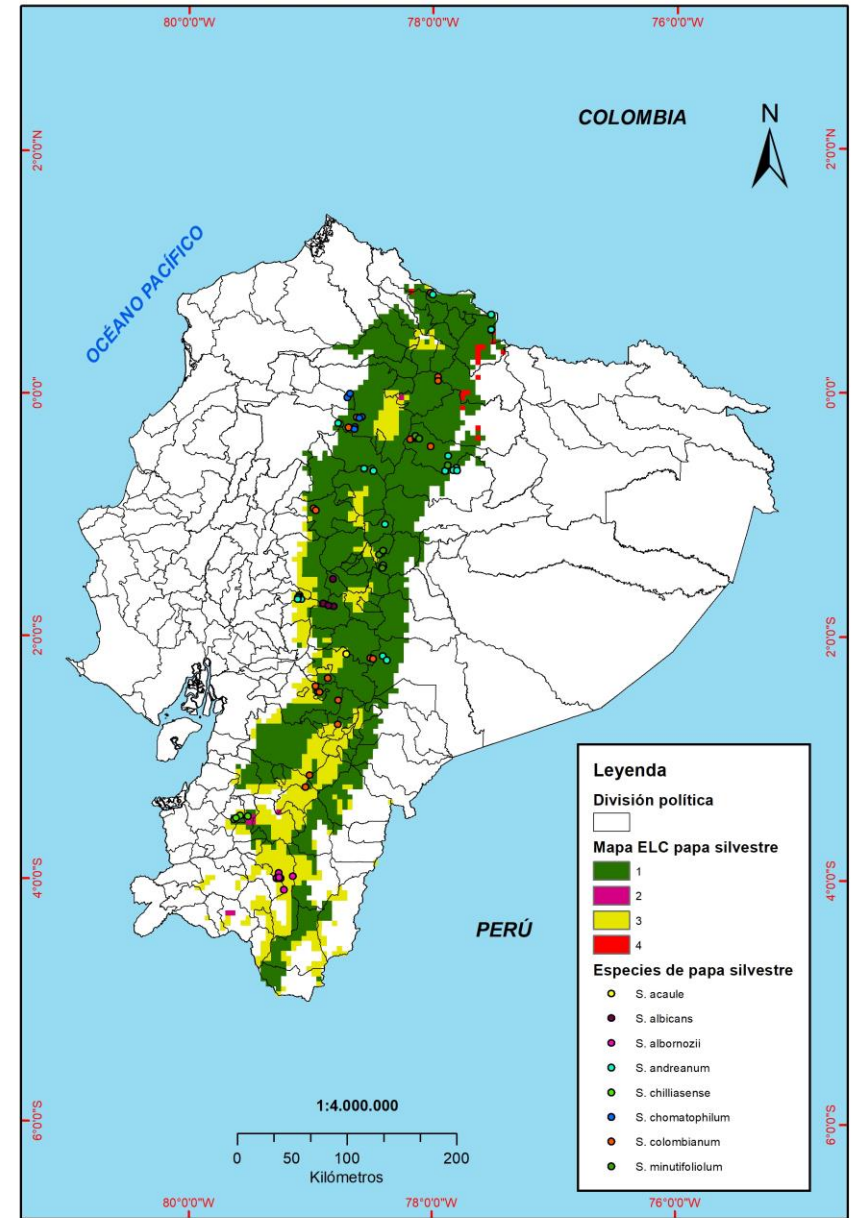 80°0'0"W 78°0'0"W 76°0'0"W
COLOMBIA
N
2°0'0"N 2°0'0"N
OCÉANO PACÍFICO
0°0'0" 0°0'0"
2°0'0"S 2°0'0"S
4°0'0"S 4°0'0"S
PERÚ
6°0'0"S 6°0'0"S
1:4.000.000
0 50 100 200
Kilómetros
Leyenda
División política
Mapa ELC papa silvestre
1
2
3
4
Especies de papa silvestre
S. acaule
S. albicans
S. albornozii
S. andreanum
S. chilliasense
S. chomatophilum
S. colombianum
S. minutifoliolum
80°0'0"W 78°0'0"W 76°0'0"W